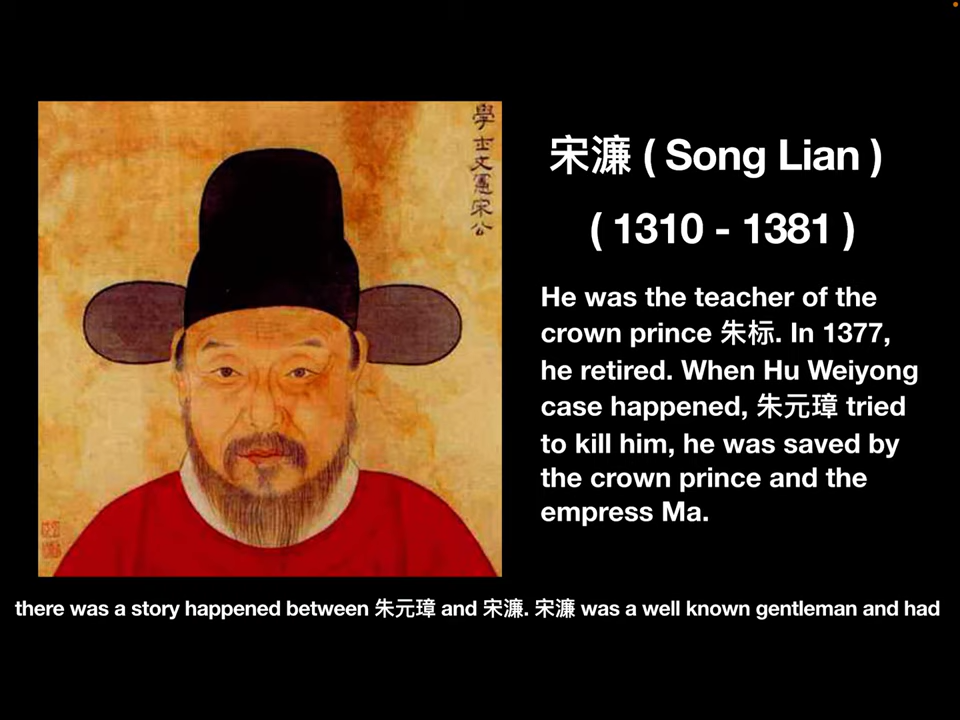 學士文憲宋公
宋濂 ( Song Lian )
( 1310 - 1381 )
He was the teacher of the
crown prince 朱标. In 1377,
he retired. When Hu Weiyong
case happened, 朱元璋 tried
to kill him, he was saved by
the crown prince and the
empress Ma.
there was a story happened between 朱元璋 and 宋濂. 宋濂 was a well known gentleman and had